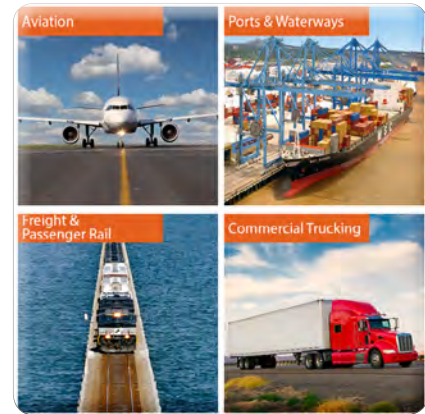 Aviation
Ports & Waterways
Freight &
Passenger Rail
Commercial Trucking